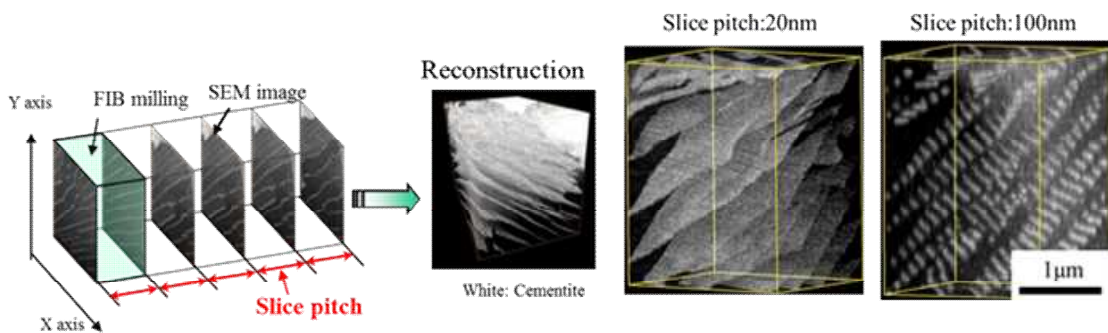 Y axis
FIB milling
SEM image
Slice pitch
X axis
Reconstruction
White: Cementite
Slice pitch:20nm
Slice pitch:100nm
1μm